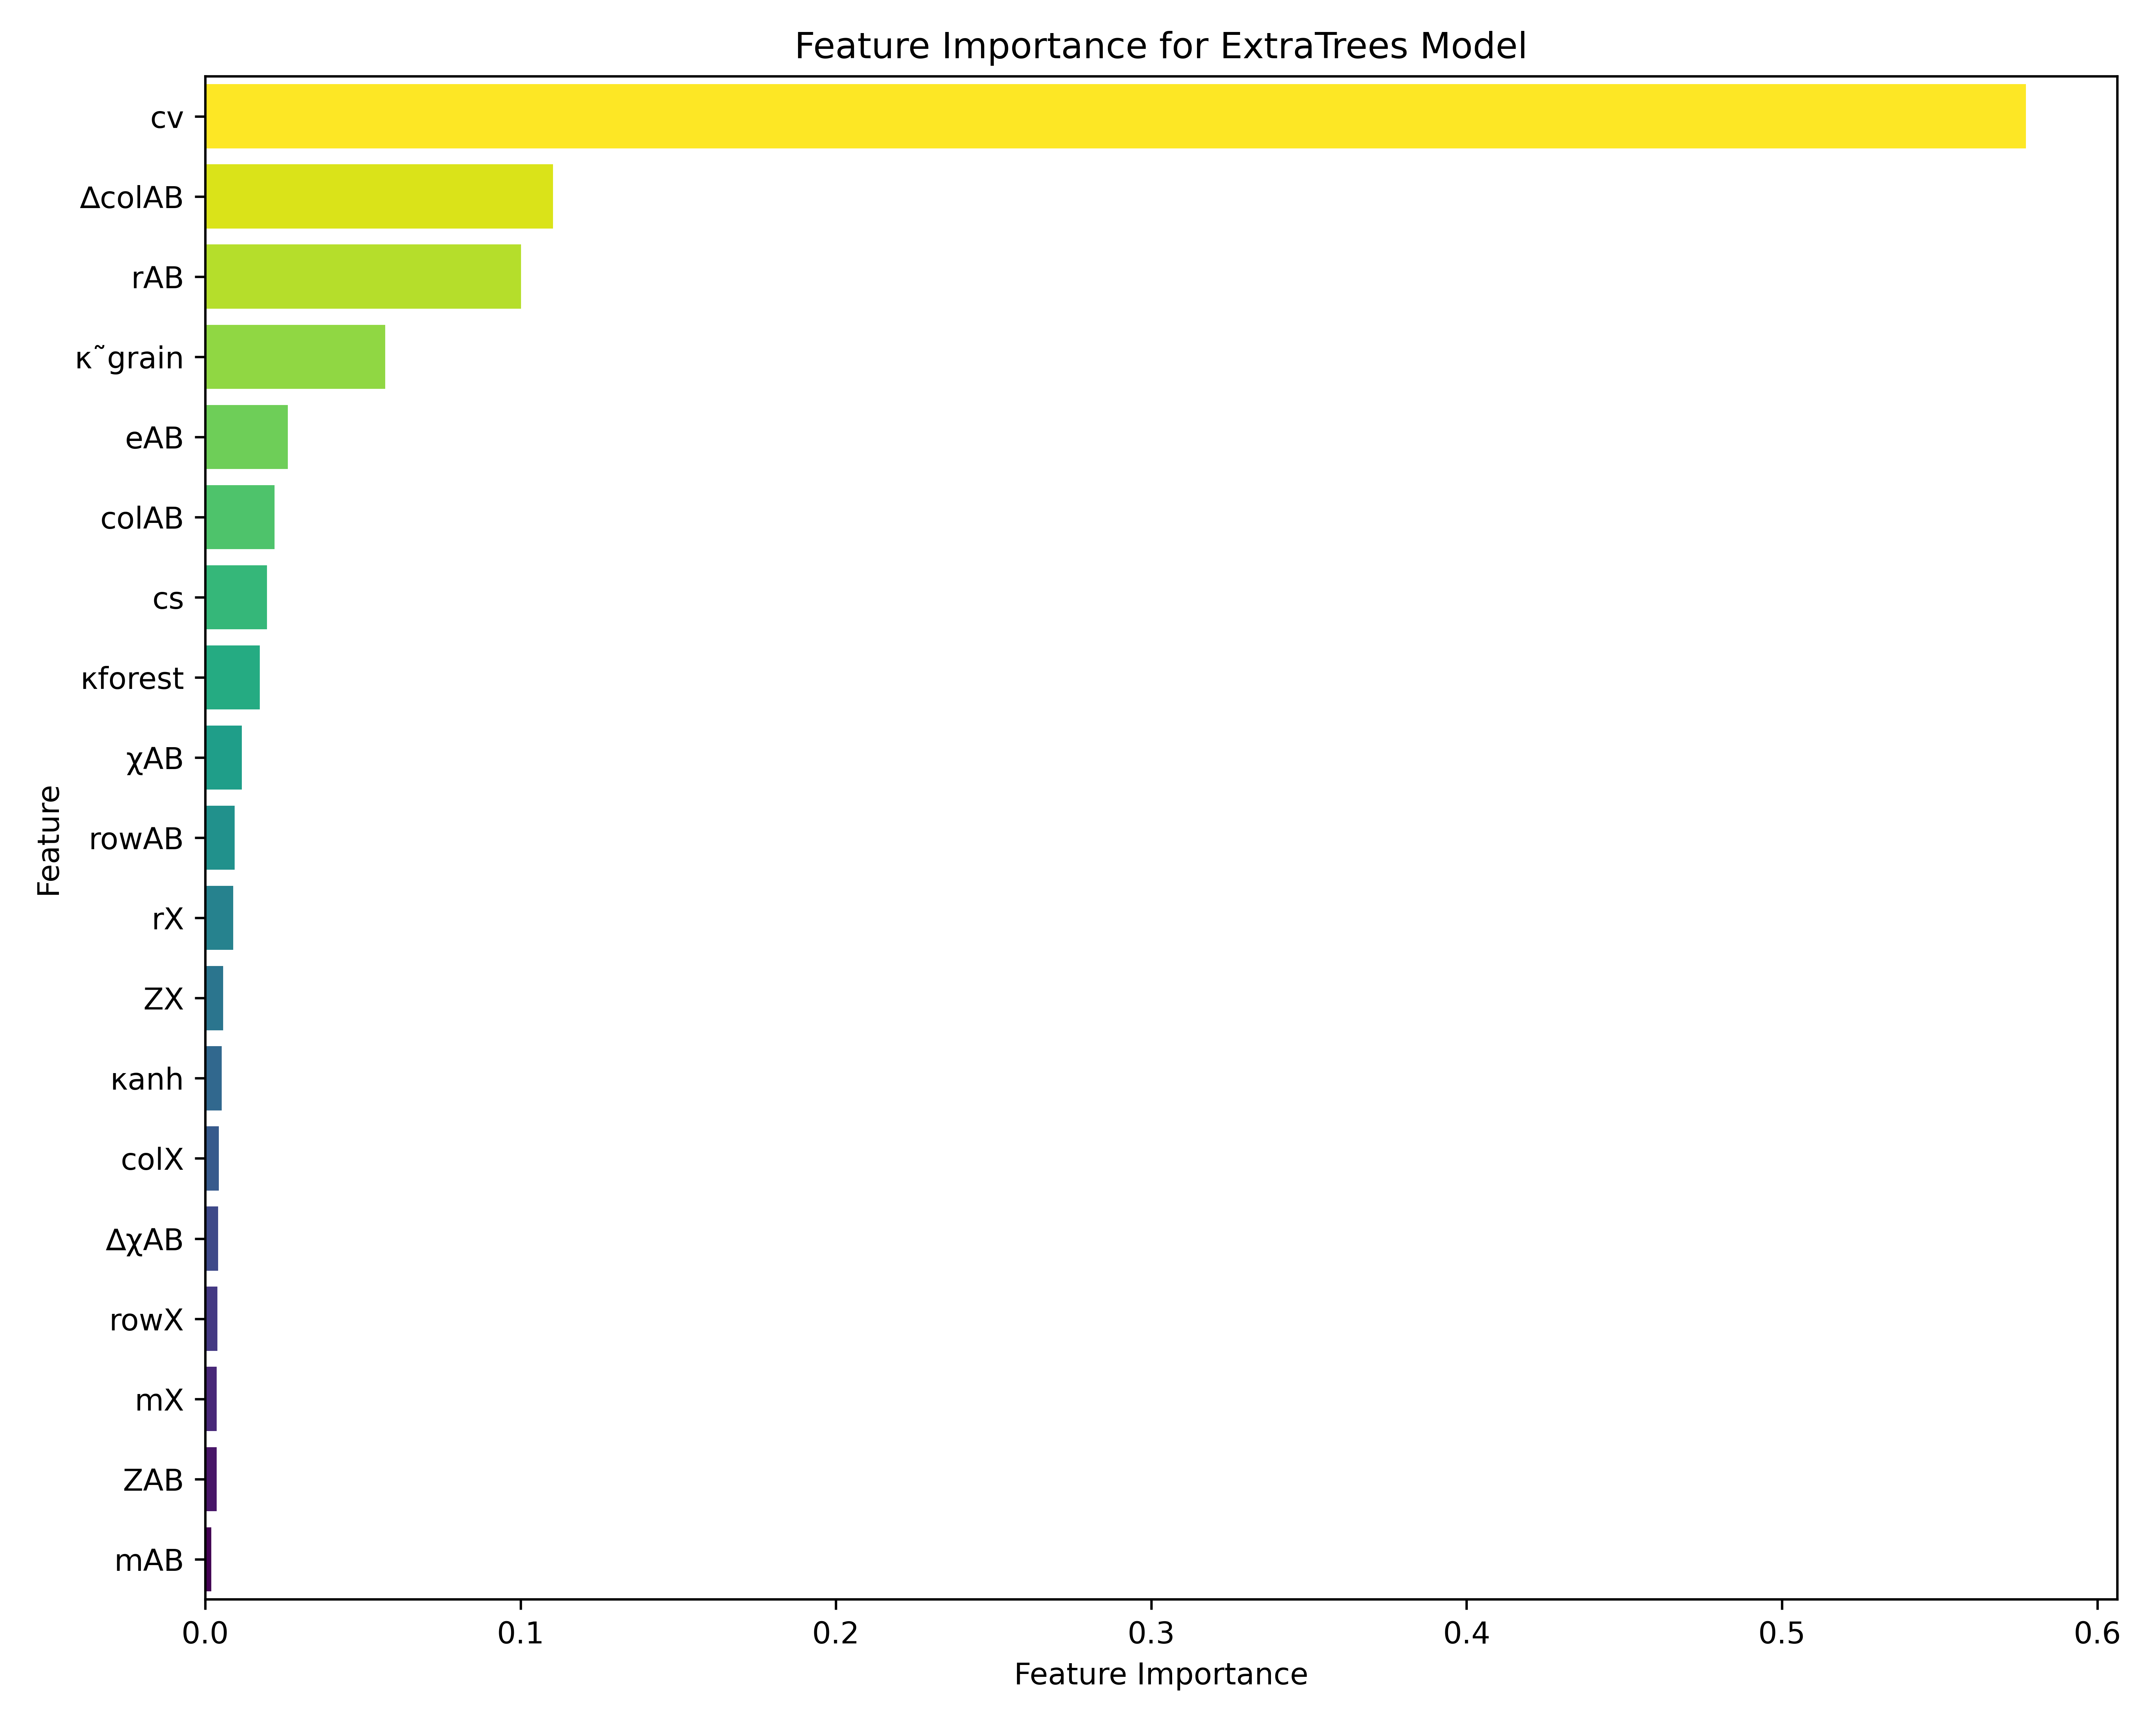 Feature Importance for ExtraTrees Model
cv
ΔcolAB
rAB
κ˜grain
eAB
colAB
cs
κforest
χAB
rowAB
rX
ZX
κanh
colX
ΔχAB
rowX
mX
ZAB
mAB
Feature
0.0 0.1 0.2 0.3 0.4 0.5 0.6
Feature Importance